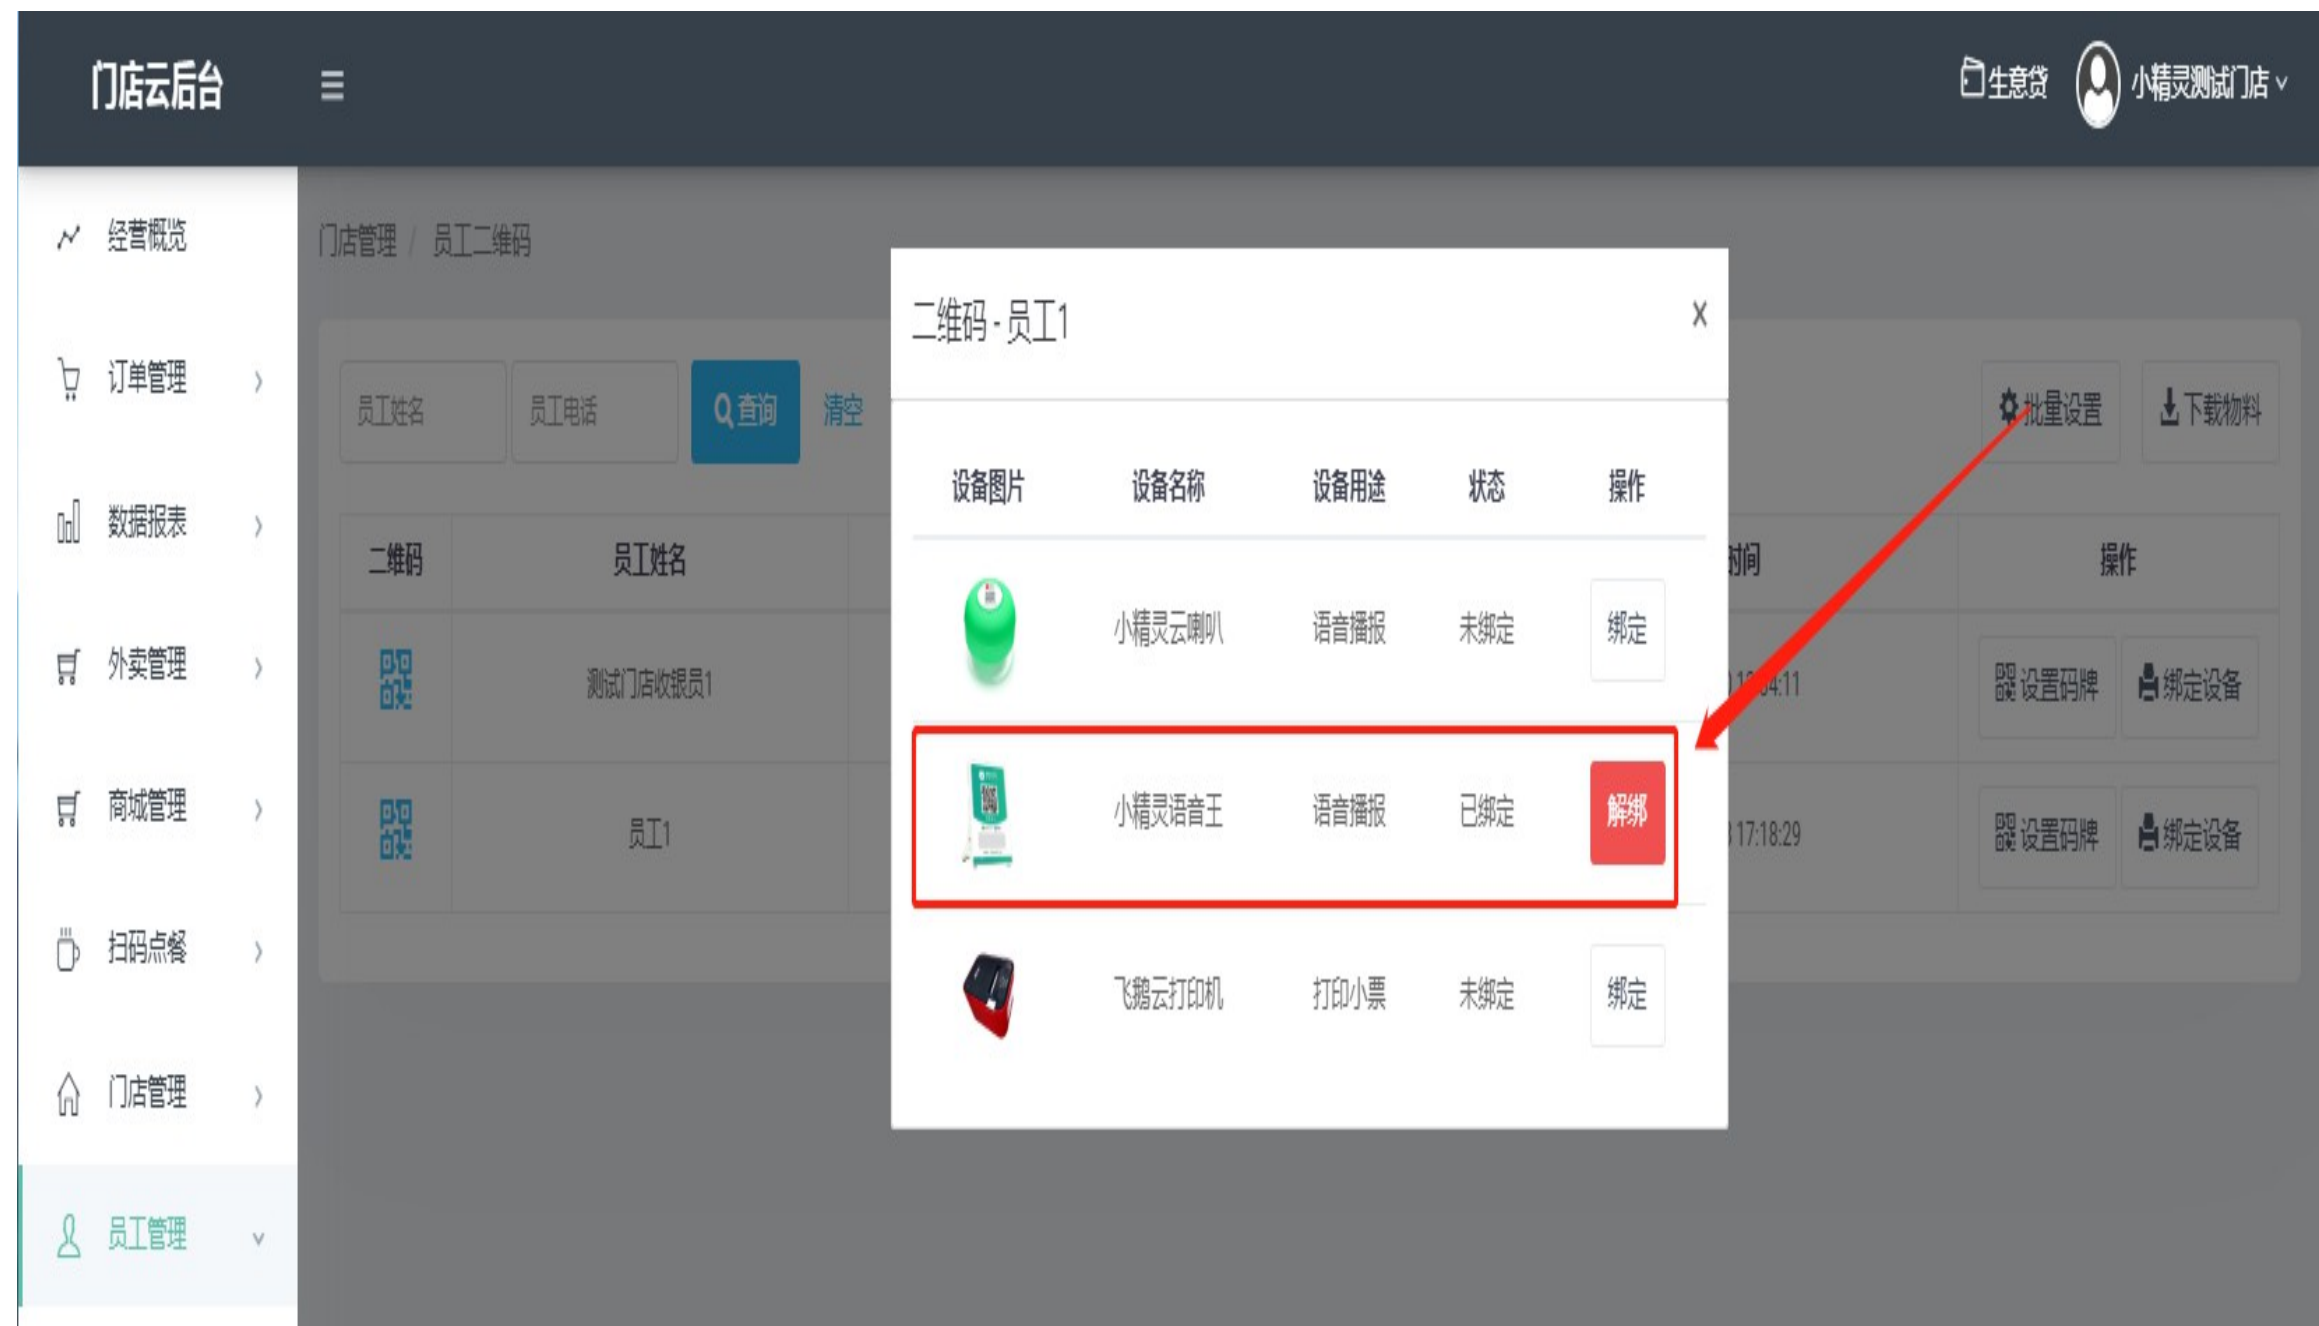 门店云后台
生意贷 小精灵测试门店
经营概览
订单管理
数据报表
外卖管理
商城管理
扫码点餐
门店管理
员工管理
门店管理 / 员工二维码
员工姓名 员工电话 查询 清空 批量设置 下载物料
二维码 员工姓名 时间 操作
测试门店收银员1 设置码牌 绑定设备
员工1 17:18:29 设置码牌 绑定设备
二维码 - 员工1 ×
设备图片 设备名称 设备用途 状态 操作
小精灵云喇叭 语音播报 未绑定 绑定
小精灵语音王 语音播报 已绑定 解绑
飞鹅云打印机 打印小票 未绑定 绑定